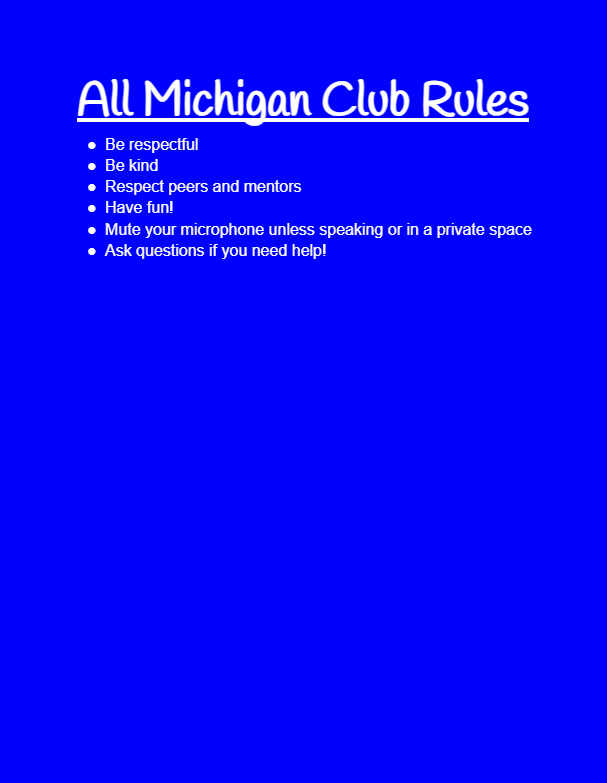 All Michigan Club Rules
● Be respectful
● Be kind
● Respect peers and mentors
● Have fun!
● Mute your microphone unless speaking or in a private space
● Ask questions if you need help!